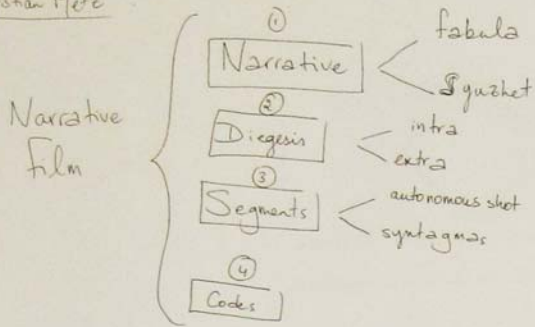 ①
Narrative
fabula
Syuzhet
Narrative
film
②
Diegesis
intra
extra
③
Segments
autonomous shot
syntagmas
④
Codes